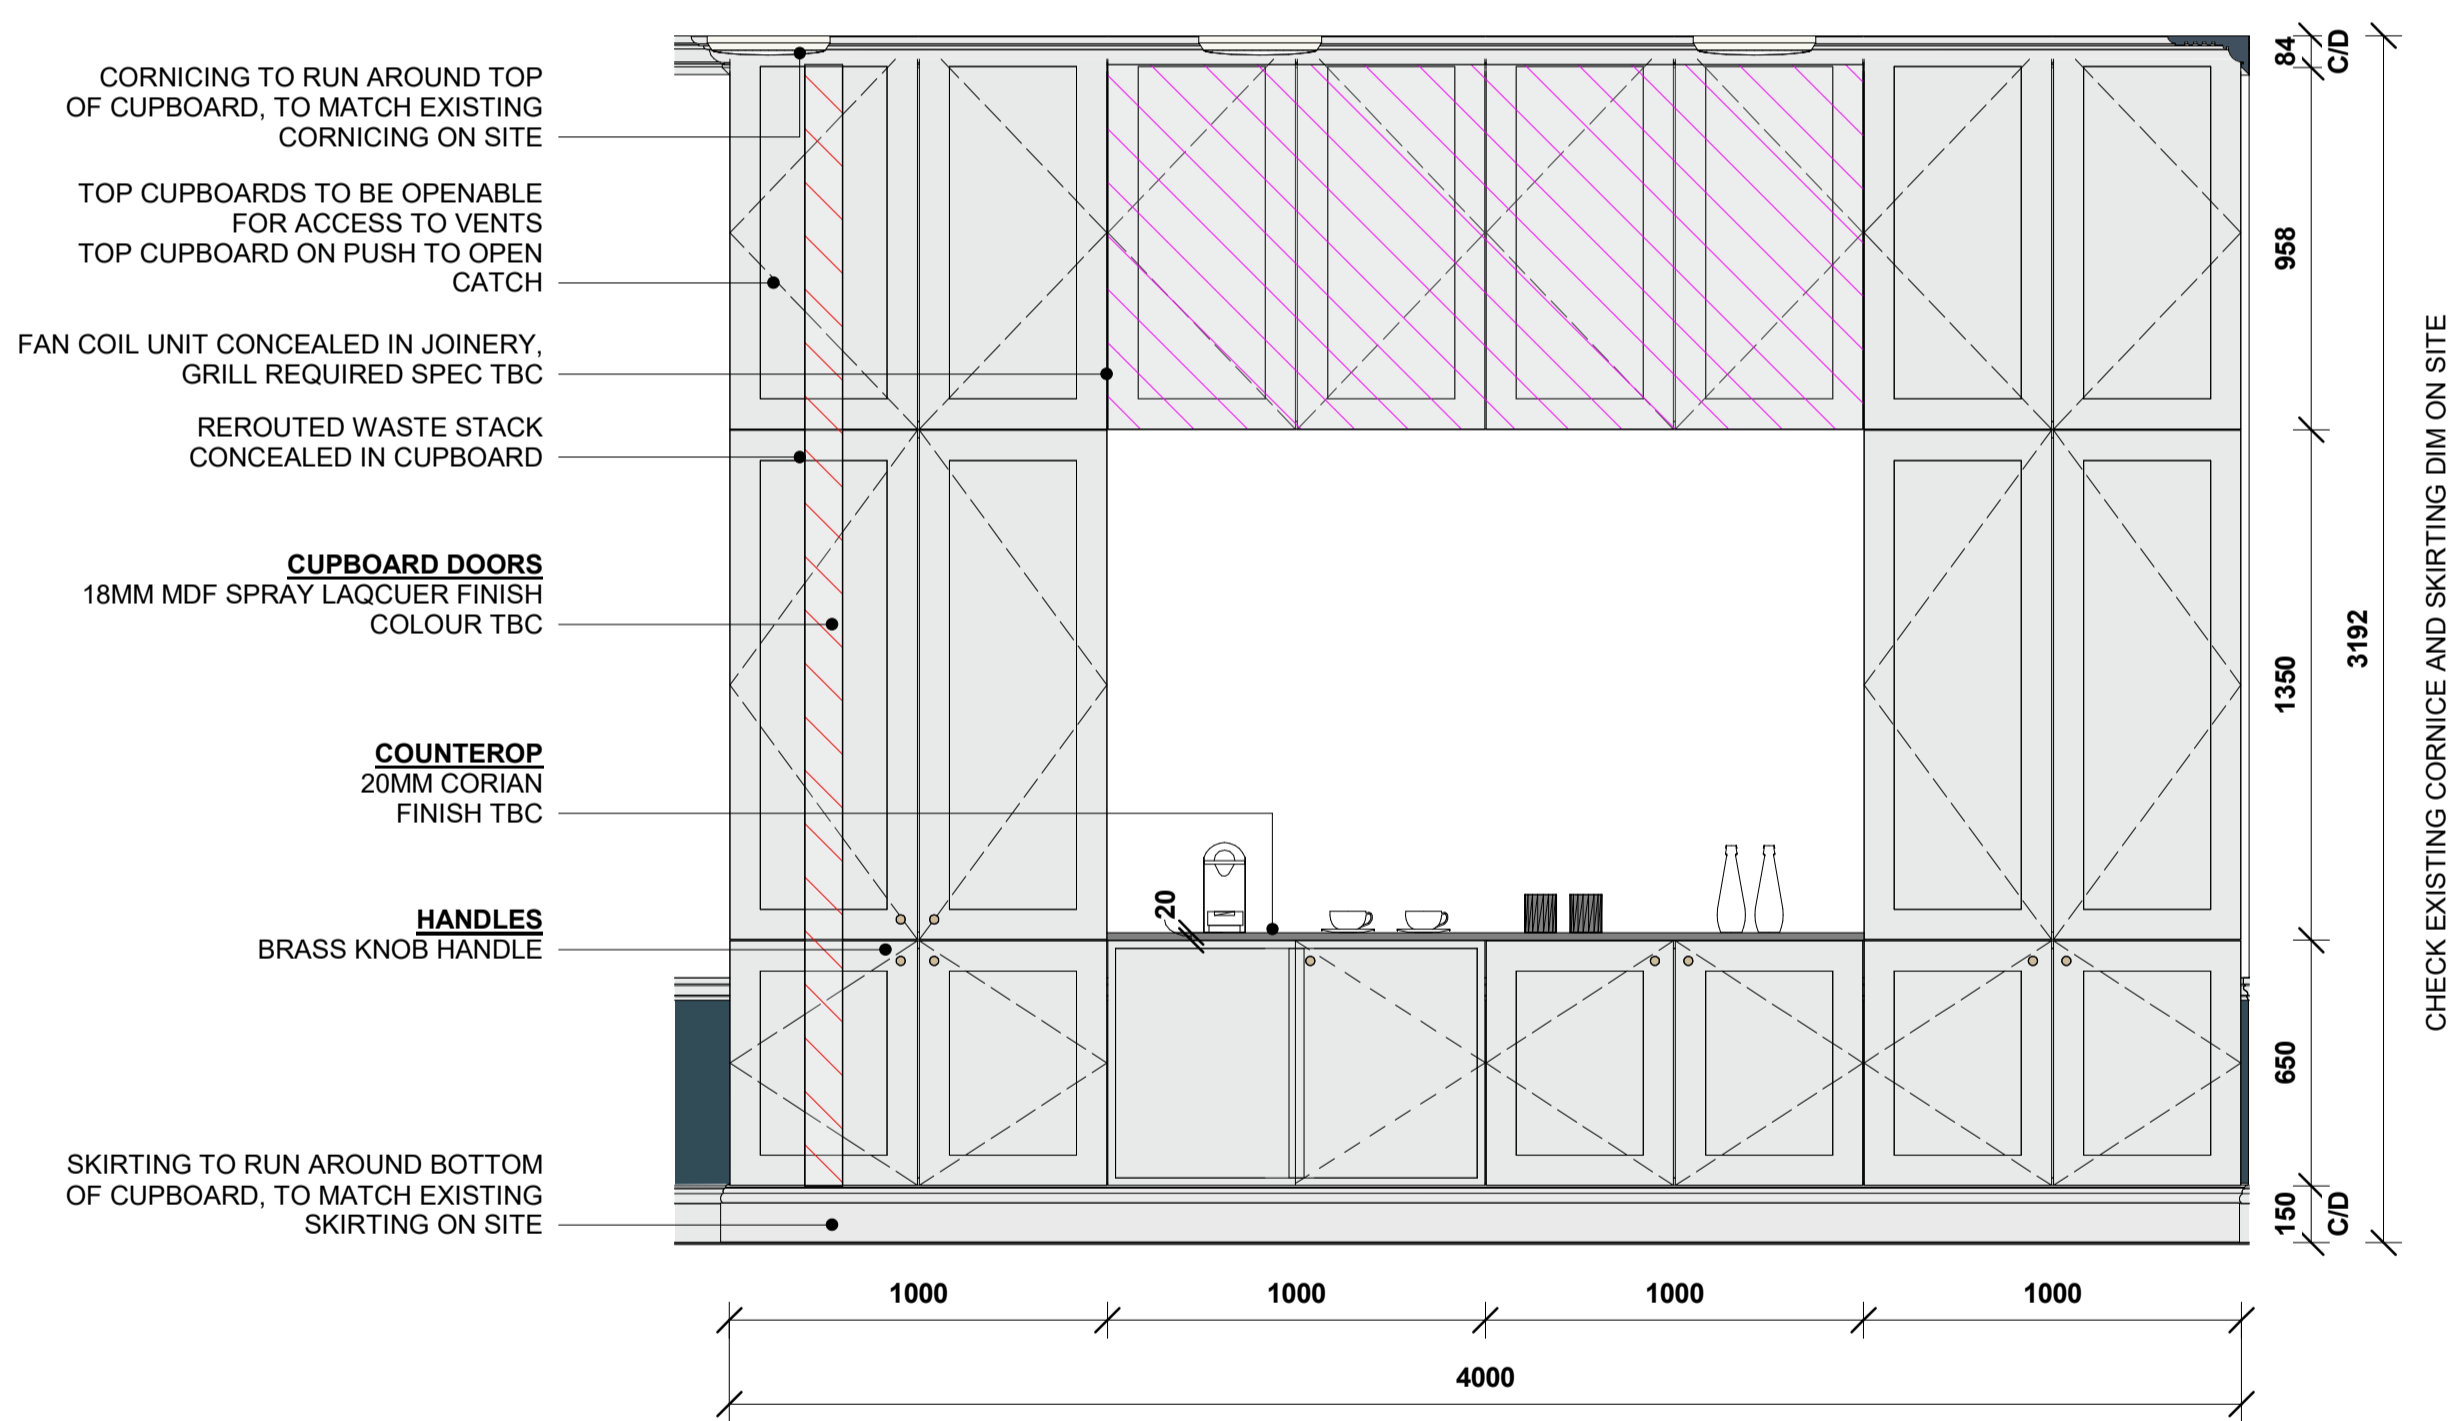 CORNICING TO RUN AROUND TOP
OF CUPBOARD, TO MATCH EXISTING
CORNICING ON SITE
TOP CUPBOARDS TO BE OPENABLE
FOR ACCESS TO VENTS
TOP CUPBOARD ON PUSH TO OPEN
CATCH
FAN COIL UNIT CONCEALED IN JOINERY,
GRILL REQUIRED SPEC TBC
REROUTED WASTE STACK
CONCEALED IN CUPBOARD
CUPBOARD DOORS
18MM MDF SPRAY LAQCUER FINISH
COLOUR TBC
COUNTEROP
20MM CORIAN
FINISH TBC
HANDLES
BRASS KNOB HANDLE
SKIRTING TO RUN AROUND BOTTOM
OF CUPBOARD, TO MATCH EXISTING
SKIRTING ON SITE
20
84
C/D
958
1350
650
150
C/D
3192
CHECK EXISTING CORNICE AND SKIRTING DIM ON SITE
1000
1000
1000
1000
4000